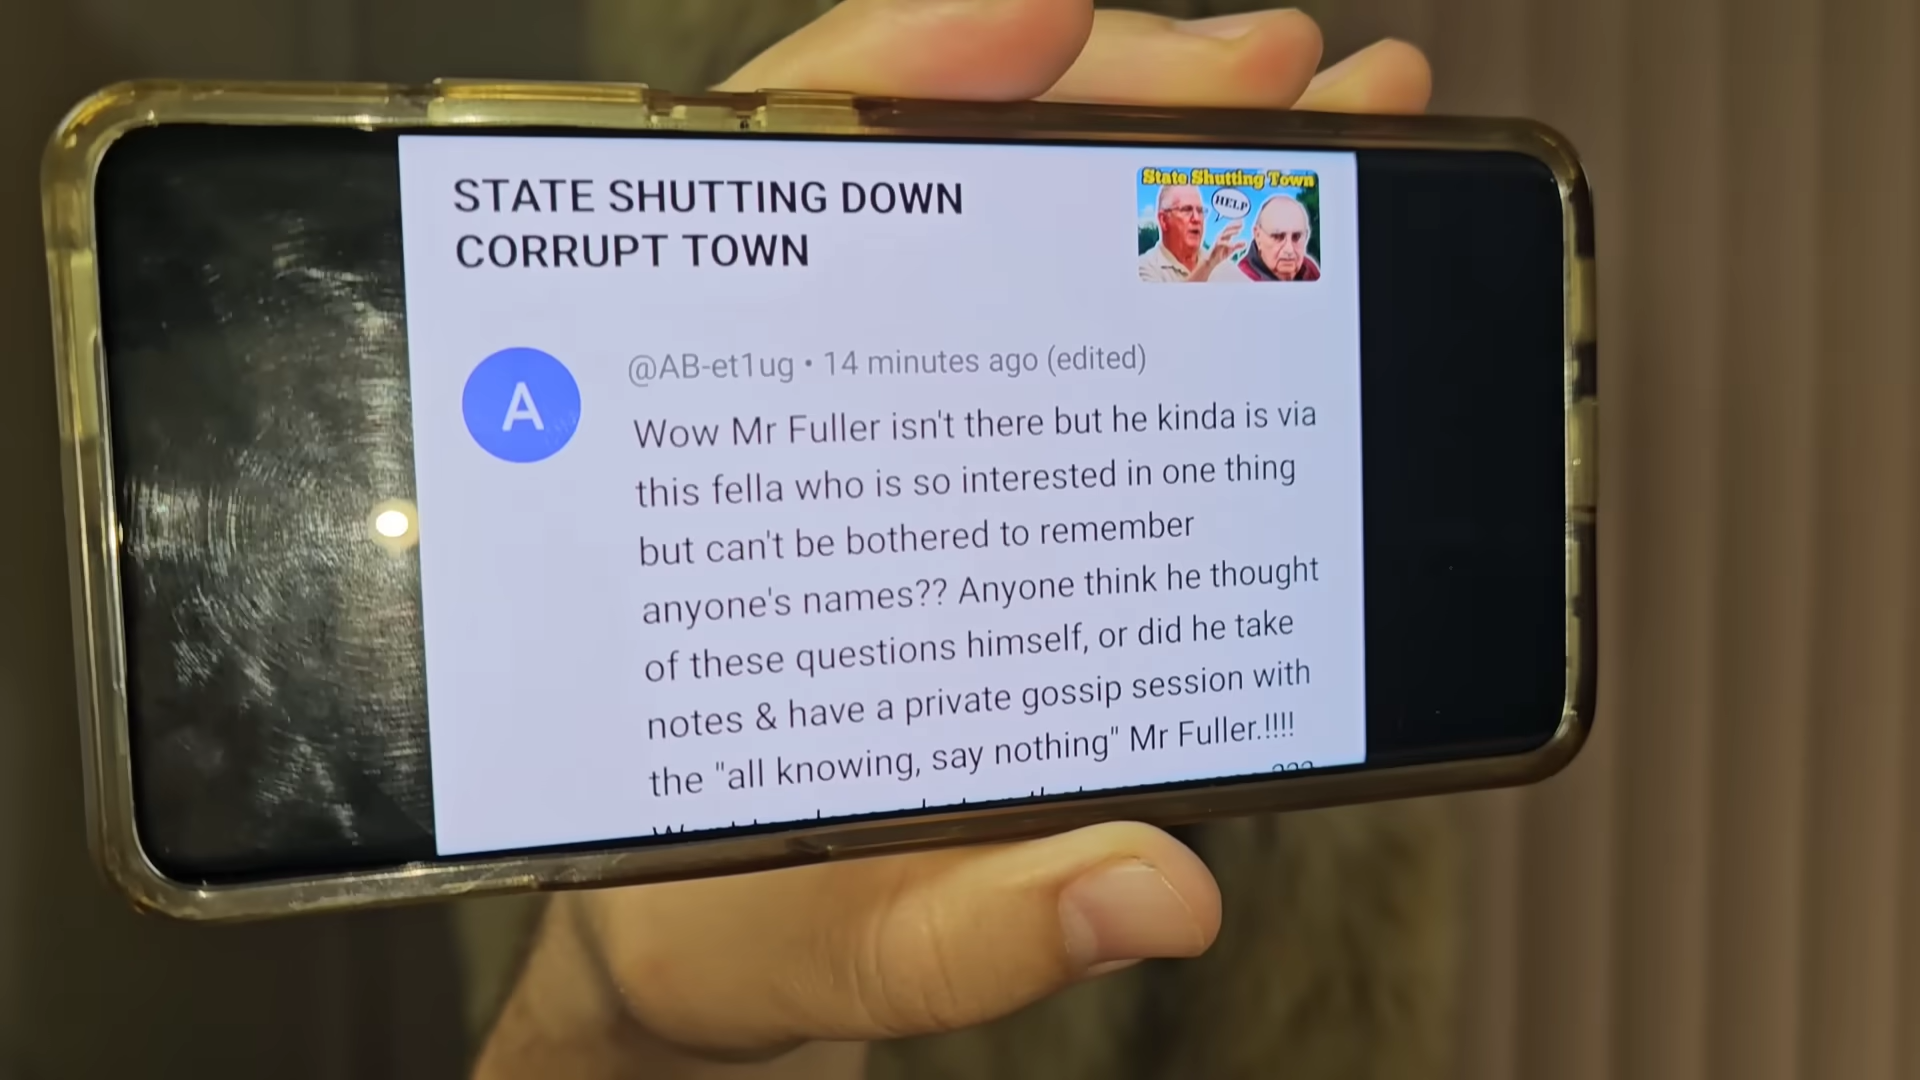 STATE SHUTTING DOWN
CORRUPT TOWN
State Shutting Town
HELP
A
@AB-et1ug • 14 minutes ago (edited)
Wow Mr Fuller isn't there but he kinda is via
this fella who is so interested in one thing
but can't be bothered to remember
anyone's names?? Anyone think he thought
of these questions himself, or did he take
notes & have a private gossip session with
the "all knowing, say nothing" Mr Fuller.!!!!